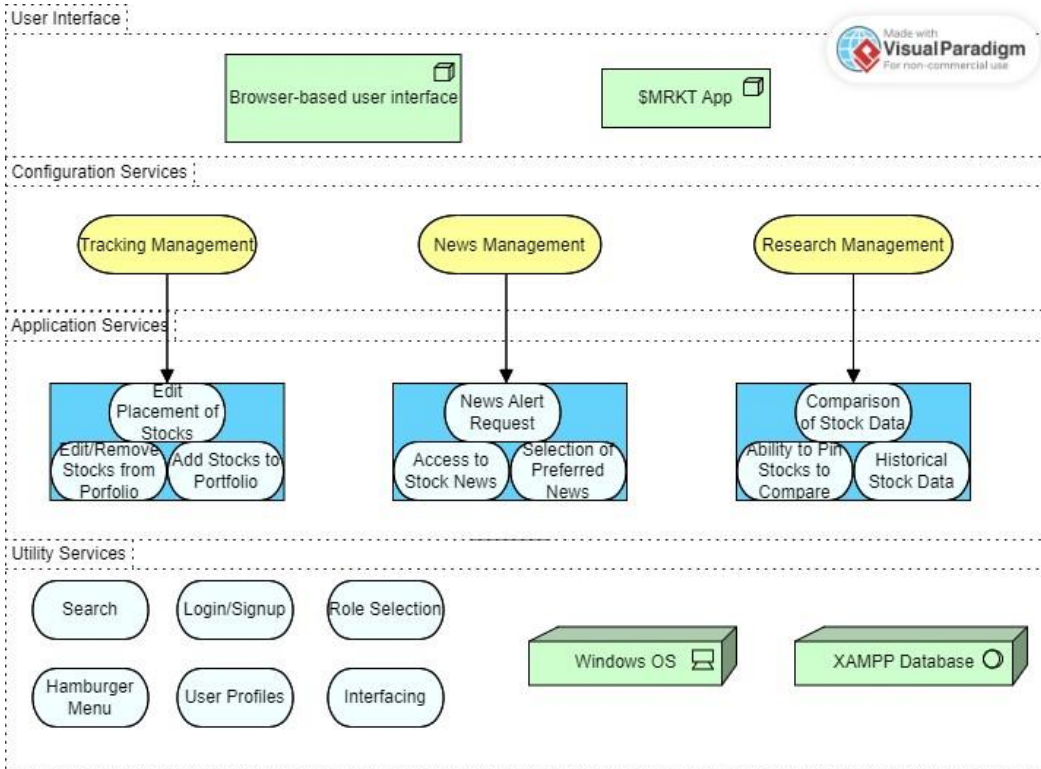 User Interface
Made with
VisualParadigm
For non-commercial use
Browser-based user interface
$MRKT App
Configuration Services
Tracking Management
News Management
Research Management
Application Services
Edit
Placement of
Stocks
Edit/Remove
Stocks from
Porfolio
Add Stocks to
Portfolio
News Alert
Request
Access to
Stock News
Selection of
Preferred
News
Comparison
of Stock Data
Ability to Pin
Stocks to
Compare
Historical
Stock Data
Utility Services
Search
Login/Signup
Role Selection
Windows OS
XAMPP Database
Hamburger
Menu
User Profiles
Interfacing